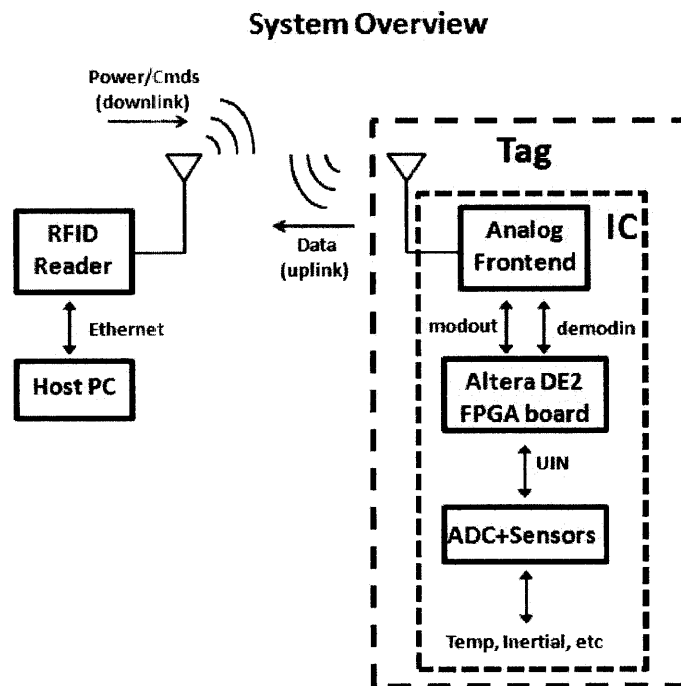 System Overview
Power/Cmds
(downlink)
Tag
IC
RFID
Reader
Analog
Frontend
Data
(uplink)
Ethernet
modout
demodin
Host PC
Altera DE2
FPGA board
UIN
ADC+Sensors
Temp, Inertial, etc